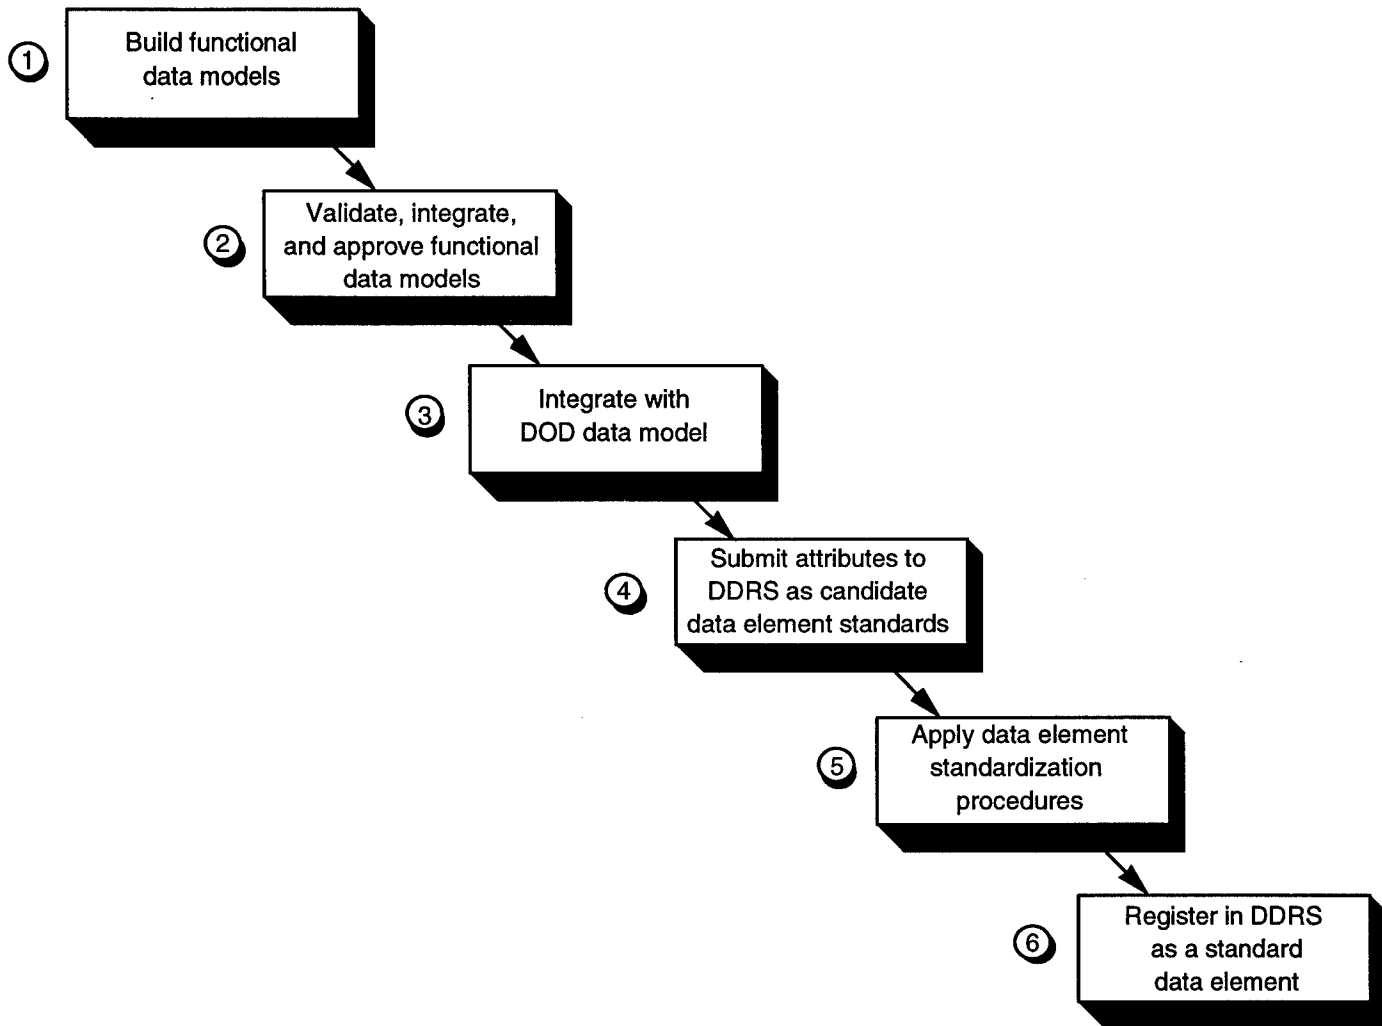 1
Build functional
data models
2
Validate, integrate,
and approve functional
data models
3
Integrate with
DOD data model
4
Submit attributes to
DDRS as candidate
data element standards
5
Apply data element
standardization
procedures
6
Register in DDRS
as a standard
data element